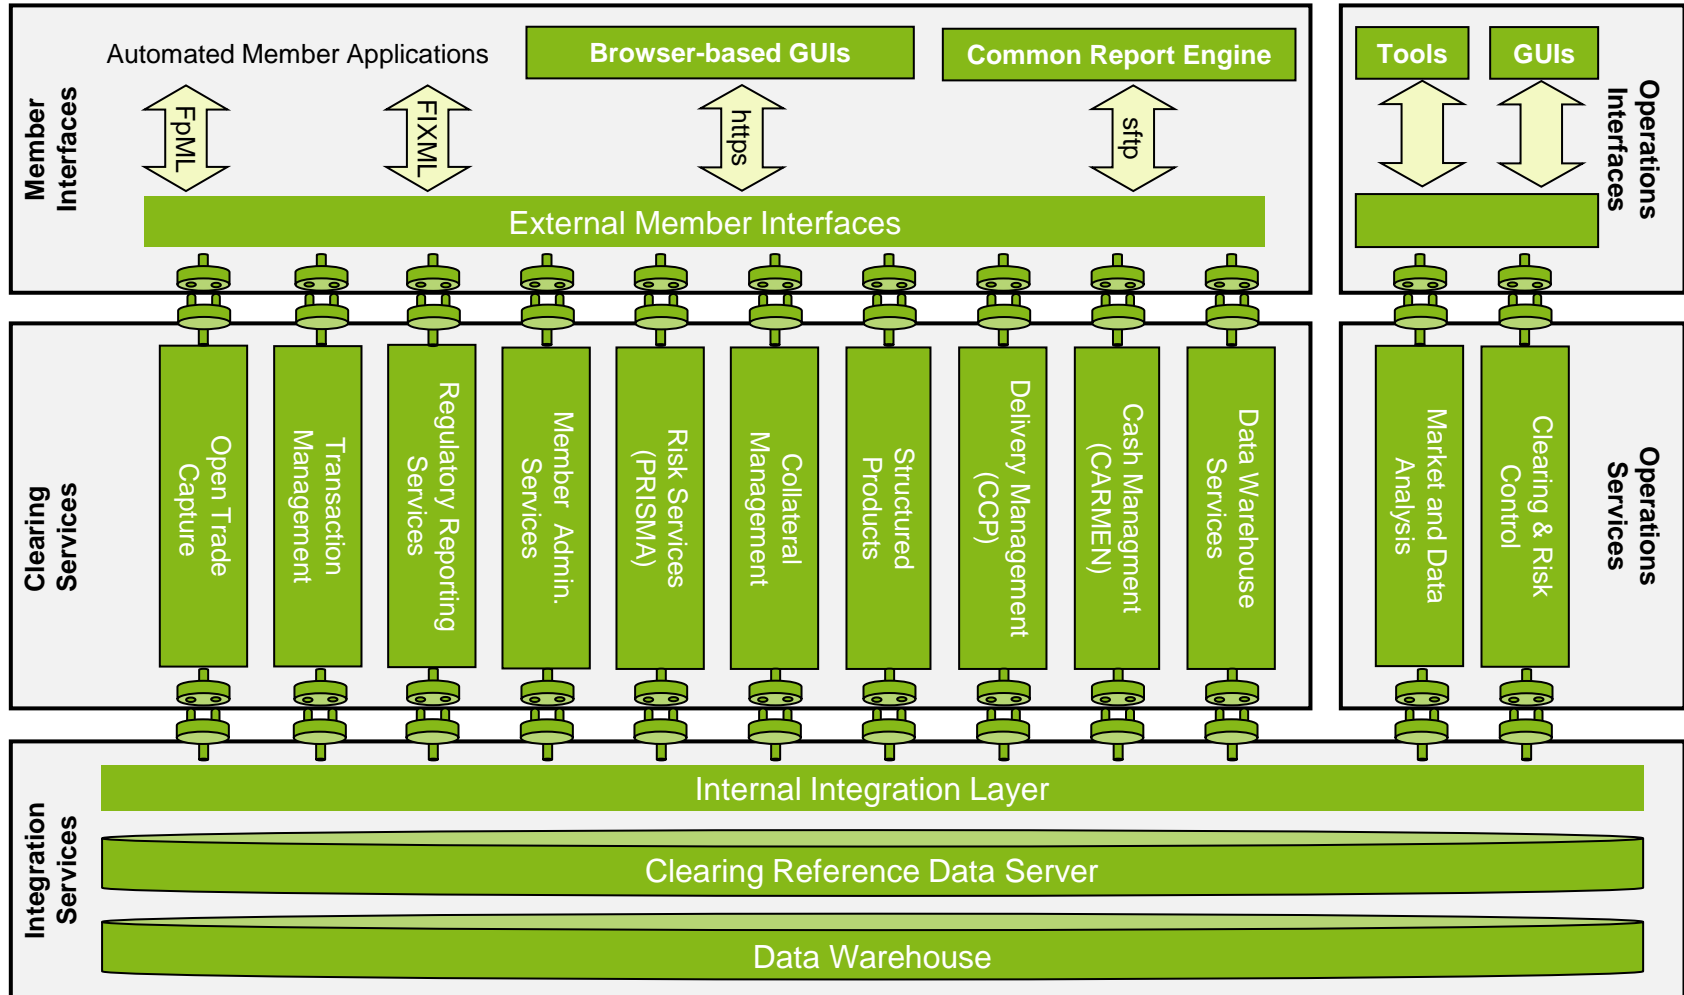 Member
Interfaces
Automated Member Applications
Browser-based GUIs
Common Report Engine
FpML
FIXML
https
sftp
External Member Interfaces
Tools
GUIs
Operations
Interfaces
Clearing
Services
Open Trade
Capture
Transaction
Management
Regulatory Reporting
Services
Member Admin.
Services
Risk Services
(PRISMA)
Collateral
Management
Structured
Products
Delivery Management
(CCP)
Cash Managment
(CARMEN)
Data Warehouse
Services
Market and Data
Analysis
Clearing & Risk
Control
Operations
Services
Integration
Services
Internal Integration Layer
Clearing Reference Data Server
Data Warehouse